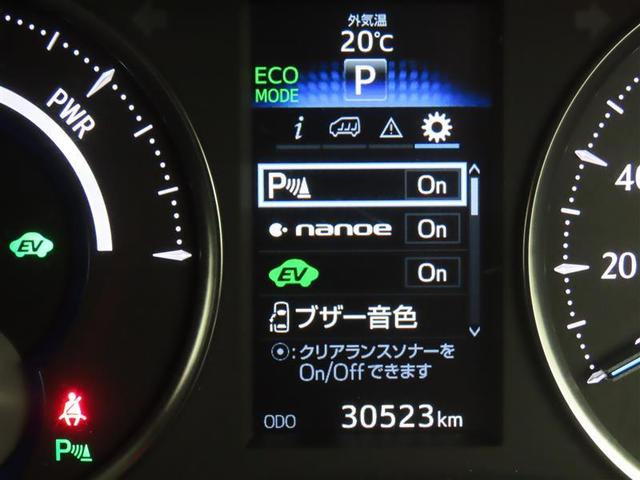 外気温
20℃
ECO
MODE
P
PWR
i
P On
nanoe On
EV On
EV
ブザー音色
:クリアランスソナーを
On/Offできます
ODO 30523km
P
40
20